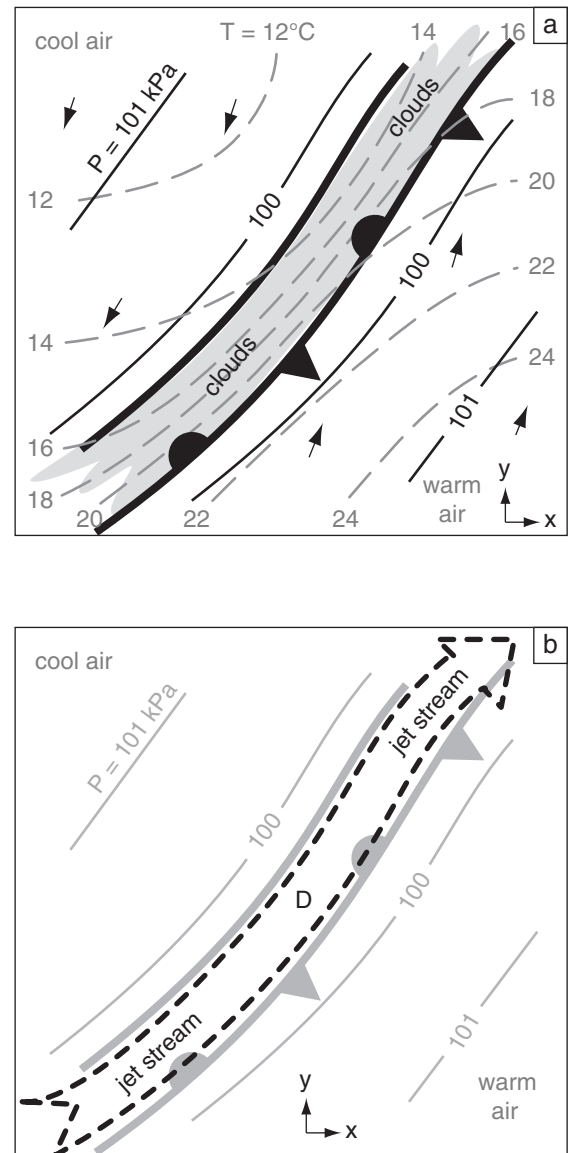 a
cool air
T = 12°C
14
16
P = 101 kPa
clouds
18
12
100
20
100
22
14
24
clouds
101
16
18
20
22
24
warm
air
y
x
b
cool air
P = 101 kPa
jet stream
100
100
D
jet stream
101
warm
air
y
x